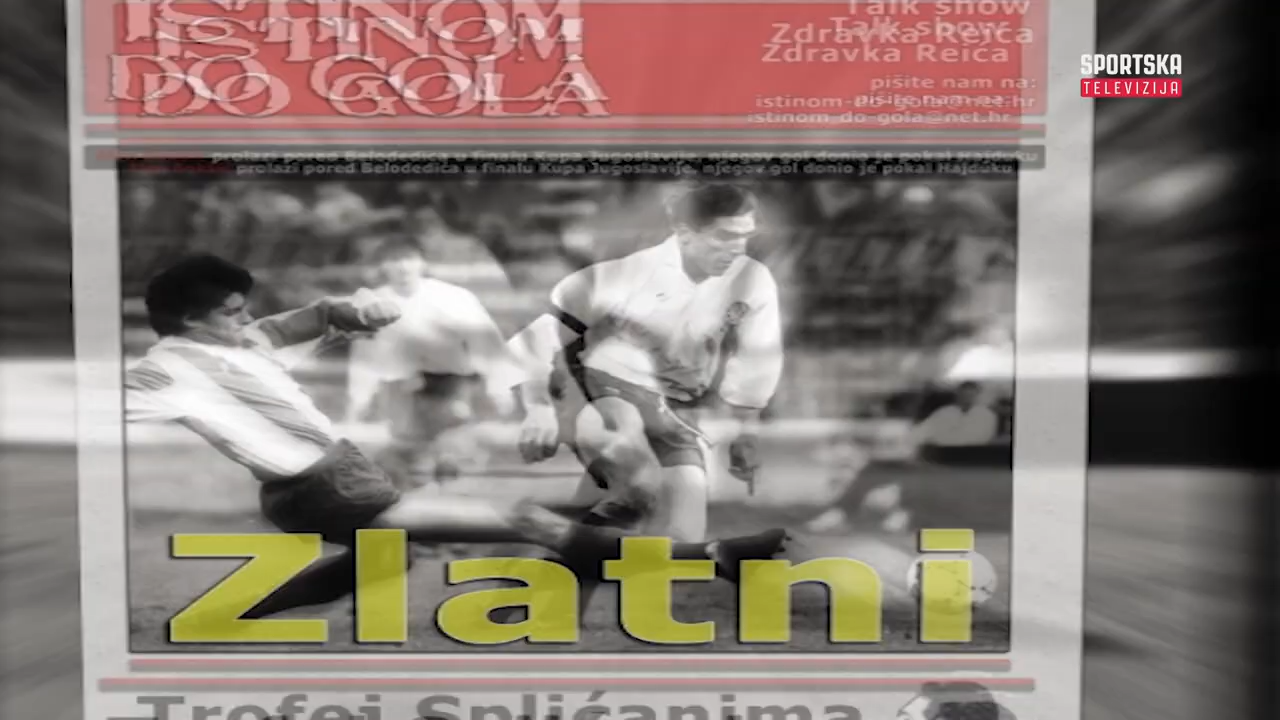 ISTINOM
DO GOLA
Talk show
Zdravka Reića
pišite nam na:
istinom-do-gola@net.hr
SPORTSKA
TELEVIZIJA
prolazi pored Belodedica u finalu Kupa Jugoslavije, njegov gol donio je pokal Hajduku
Zlatni
Trofej Splićanima